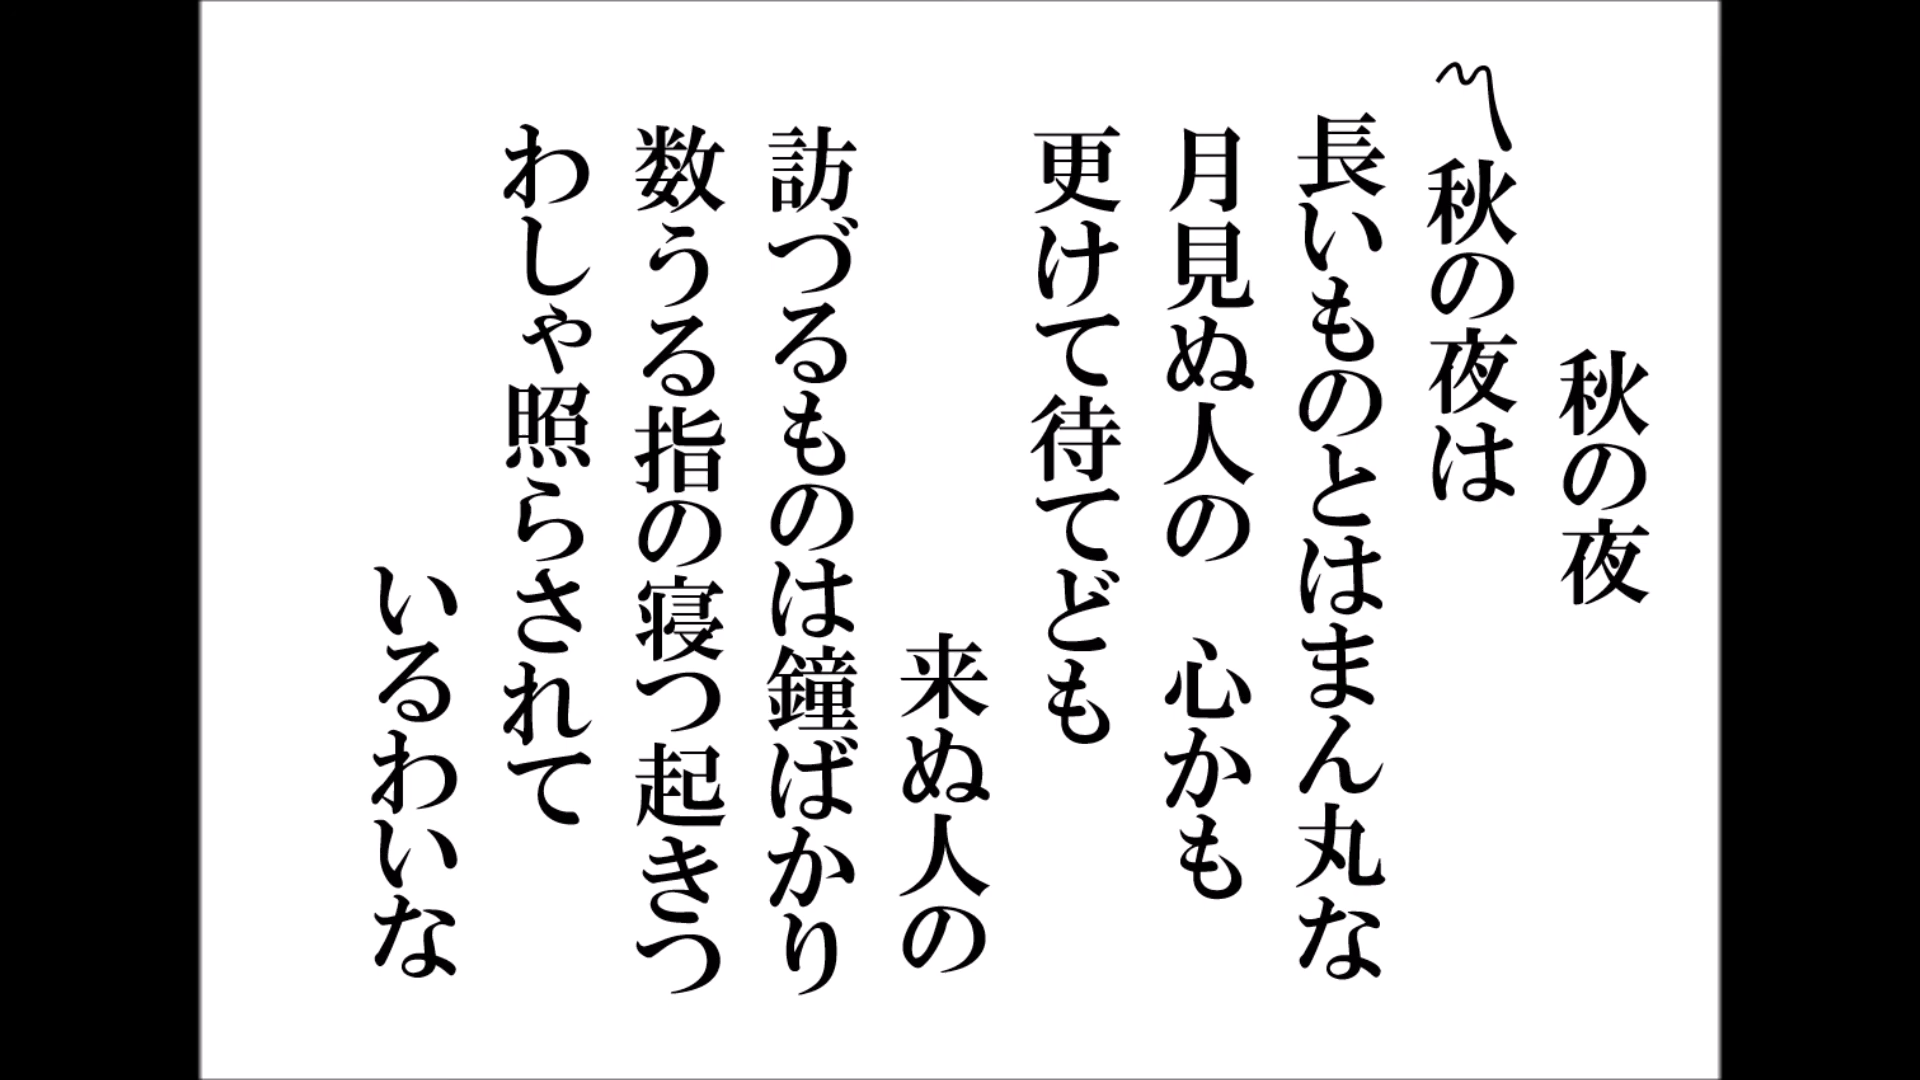 秋の夜
〽秋の夜は
長いものとはまん丸な
月見ぬ人の　心かも
更けて待てども
来ぬ人の
訪づるものは鐘ばかり
数うる指の寝つ起きつ
わしゃ照らされて
いるわいな